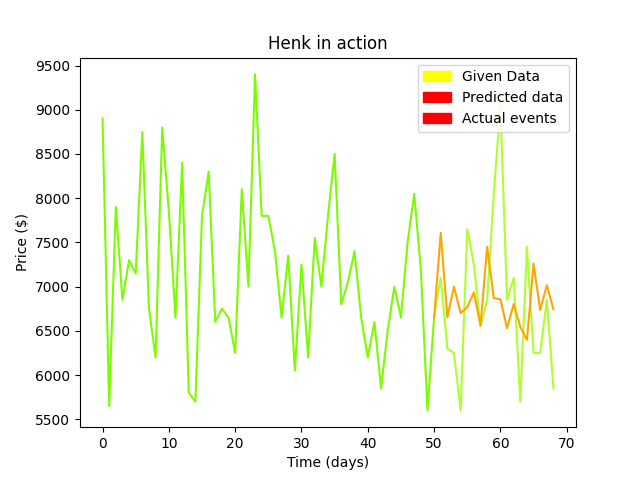 Henk in action
Given Data
Predicted data
Actual events
9500
9000
8500
8000
7500
7000
6500
6000
5500
Price ($)
0 10 20 30 40 50 60 70
Time (days)